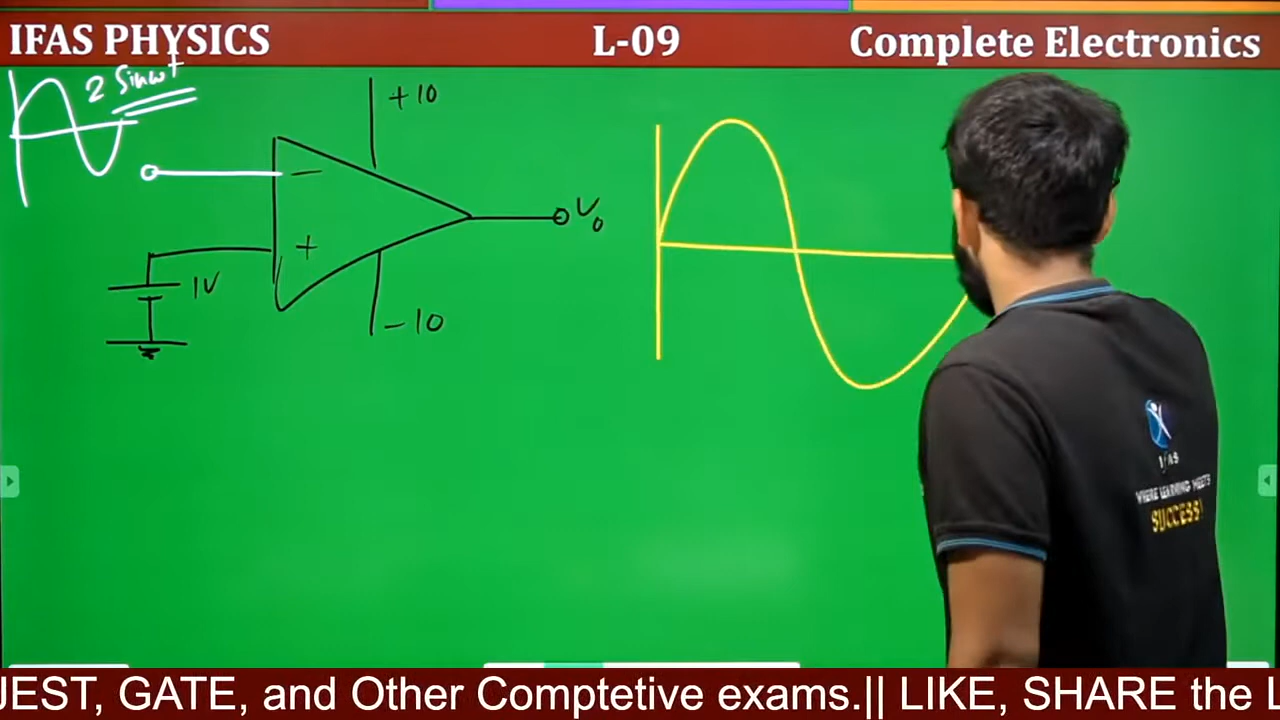 IFAS PHYSICS
L-09
Complete Electronics
2 Sinωt
+10
−
V₀
+
1V
−10
IFAS
WHERE LEARNING MEETS
SUCCESS!
JEST, GATE, and Other Comptetive exams.|| LIKE, SHARE the L